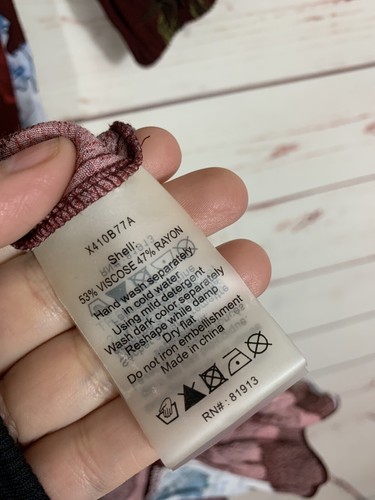 X410B77A
Shell:
53% VISCOSE 47% RAYON
Hand wash separately
in cold water
Using mild detergent
Wash dark color separately
Reshape while damp
Dry flat
Do not iron embellishment
Made in china
RN#: 81913